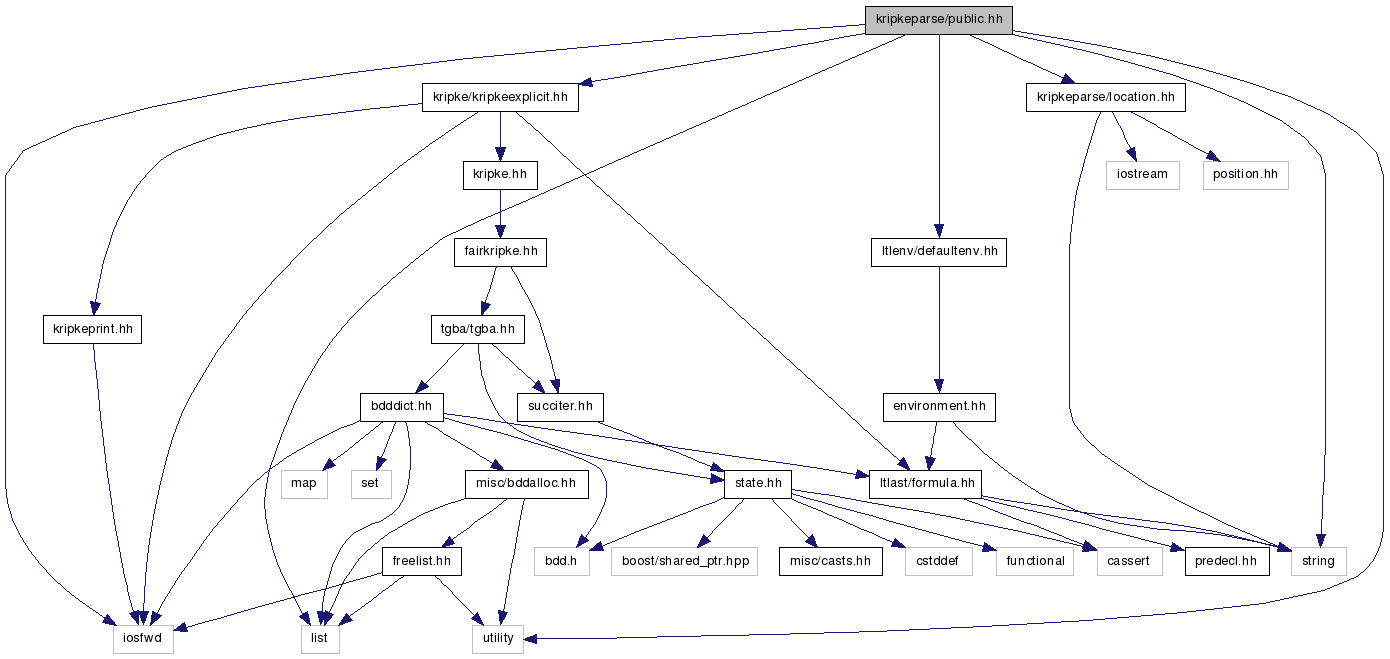 kripkeparse/public.hh
kripke/kripkeexplicit.hh
kripkeparse/location.hh
kripke.hh
iostream
position.hh
fairkripke.hh
ltlenv/defaultenv.hh
kripkeprint.hh
tgba/tgba.hh
bdddict.hh
succiter.hh
environment.hh
map
set
misc/bddalloc.hh
state.hh
ltlast/formula.hh
freelist.hh
bdd.h
boost/shared_ptr.hpp
misc/casts.hh
cstddef
functional
cassert
predecl.hh
string
iosfwd
list
utility